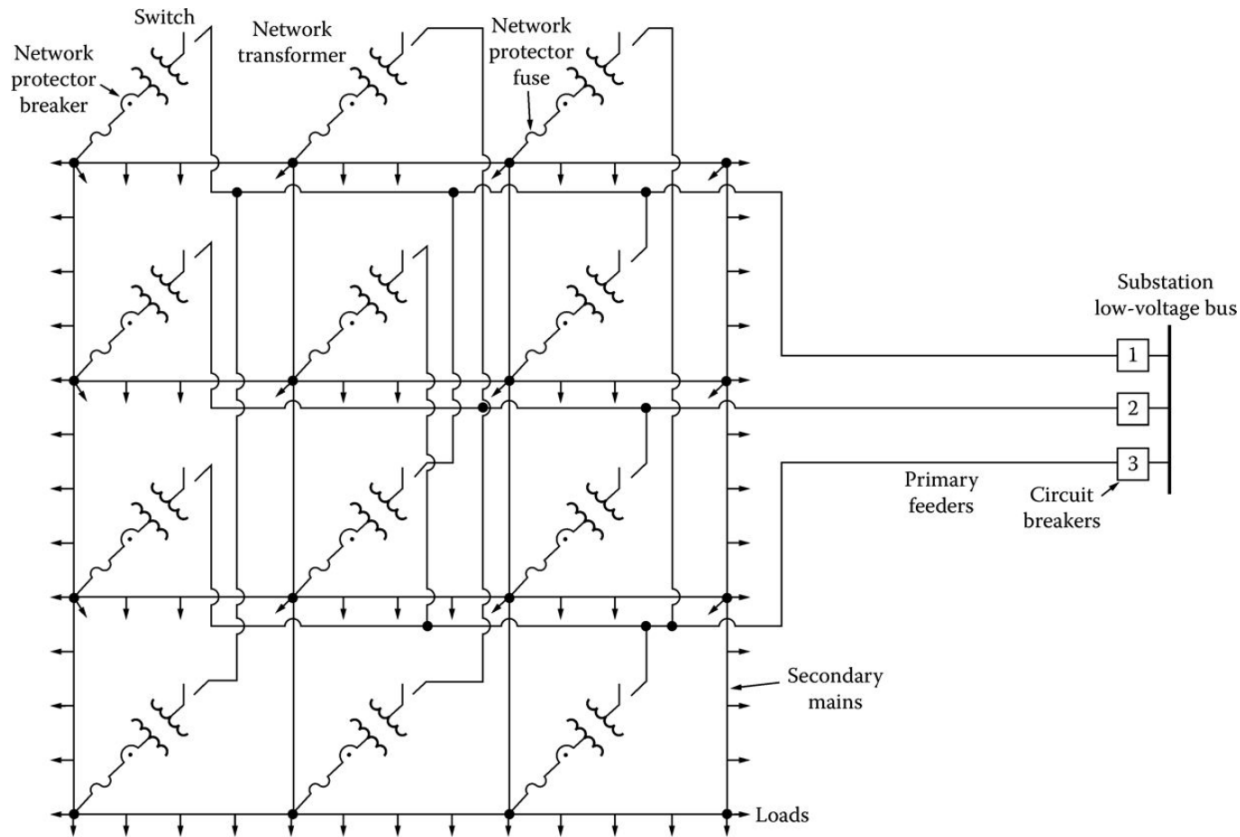 Switch
Network
protector
breaker
Network
transformer
Network
protector
fuse
Substation
low-voltage bus
1
2
3
Primary
feeders
Circuit
breakers
Secondary
mains
Loads